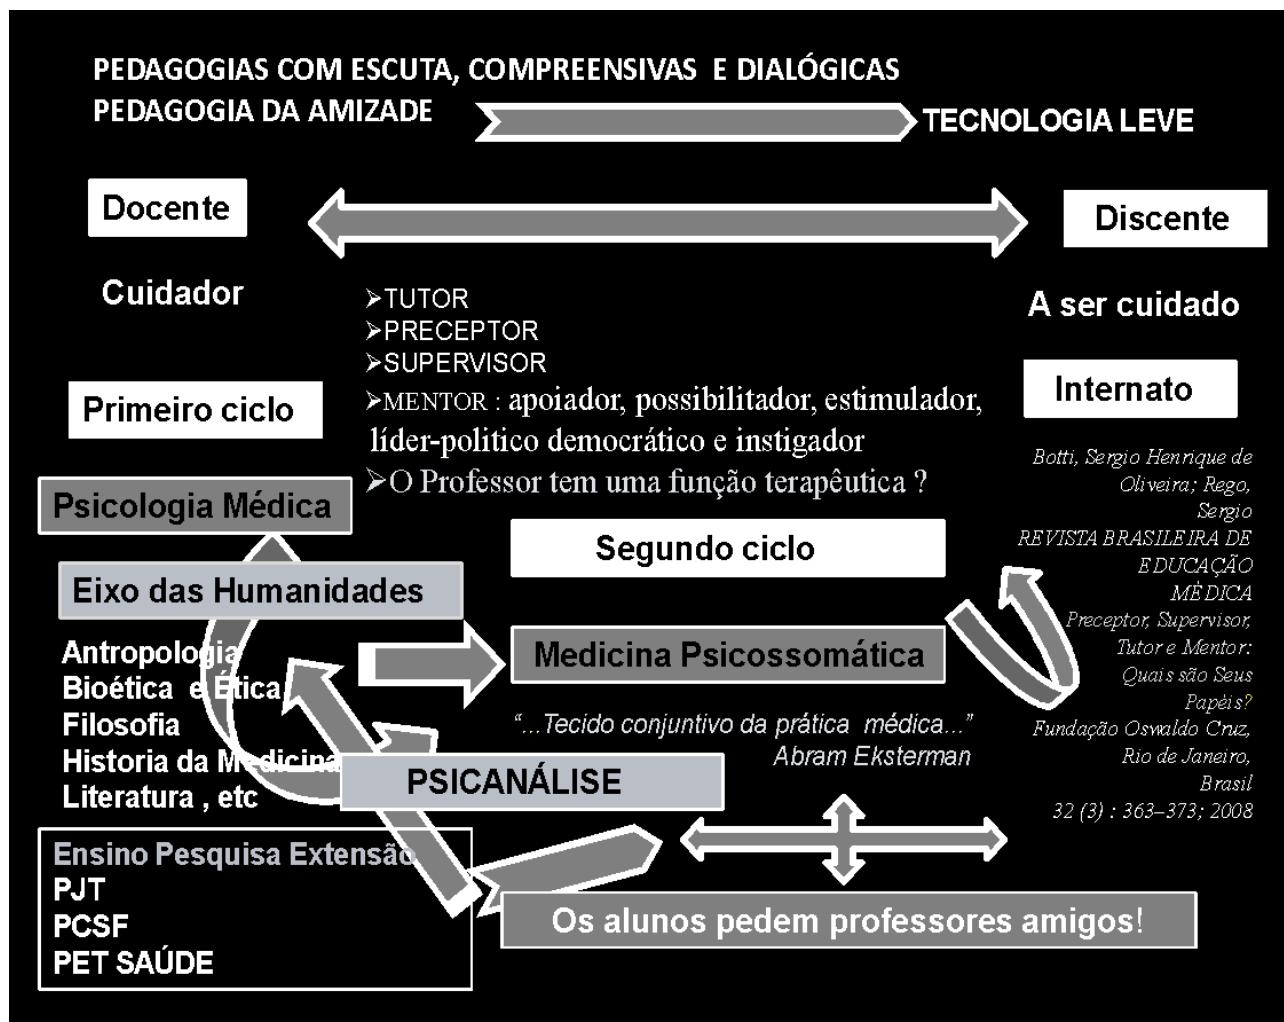 PEDAGOGIAS COM ESCUTA, COMPREENSIVAS E DIALÓGICAS
PEDAGOGIA DA AMIZADE
TECNOLOGIA LEVE
Docente
Discente
Cuidador
A ser cuidado
➢TUTOR
➢PRECEPTOR
➢SUPERVISOR
➢MENTOR : apoiador, possibilitador, estimulador,
líder-politico democrático e instigador
➢O Professor tem uma função terapêutica ?
Primeiro ciclo
Internato
Psicologia Médica
Segundo ciclo
Eixo das Humanidades
Medicina Psicossomática
Antropologia
Bioética e Ética
Filosofia
Historia da Medicina
Literatura , etc
“...Tecido conjuntivo da prática médica...”
Abram Eksterman
PSICANÁLISE
Botti, Sergio Henrique de
Oliveira; Rego,
Sergio
REVISTA BRASILEIRA DE
EDUCAÇÃO
MÉDICA
Preceptor, Supervisor,
Tutor e Mentor:
Quais são Seus
Papéis?
Fundação Oswaldo Cruz,
Rio de Janeiro,
Brasil
32 (3) : 363–373; 2008
Ensino Pesquisa Extensão
PJT
PCSF
PET SAÚDE
Os alunos pedem professores amigos!